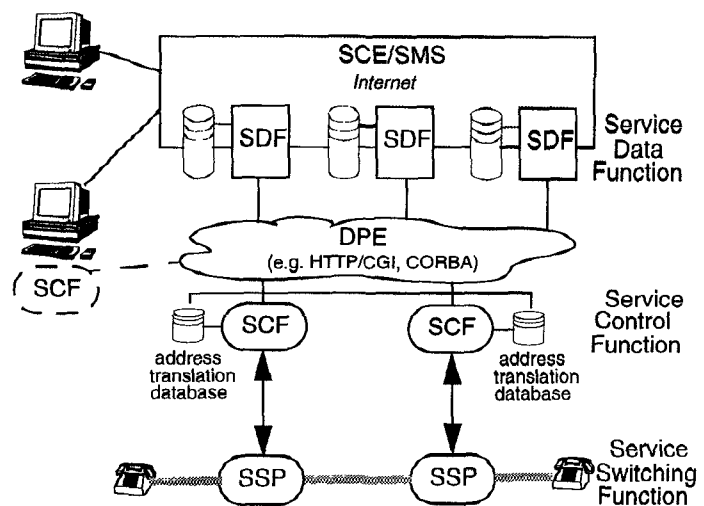 SCE/SMS
Internet
SDF
SDF
SDF
Service
Data
Function
DPE
(e.g. HTTP/CGI, CORBA)
SCF
SCF
SCF
Service
Control
Function
address
translation
database
address
translation
database
SSP
SSP
Service
Switching
Function